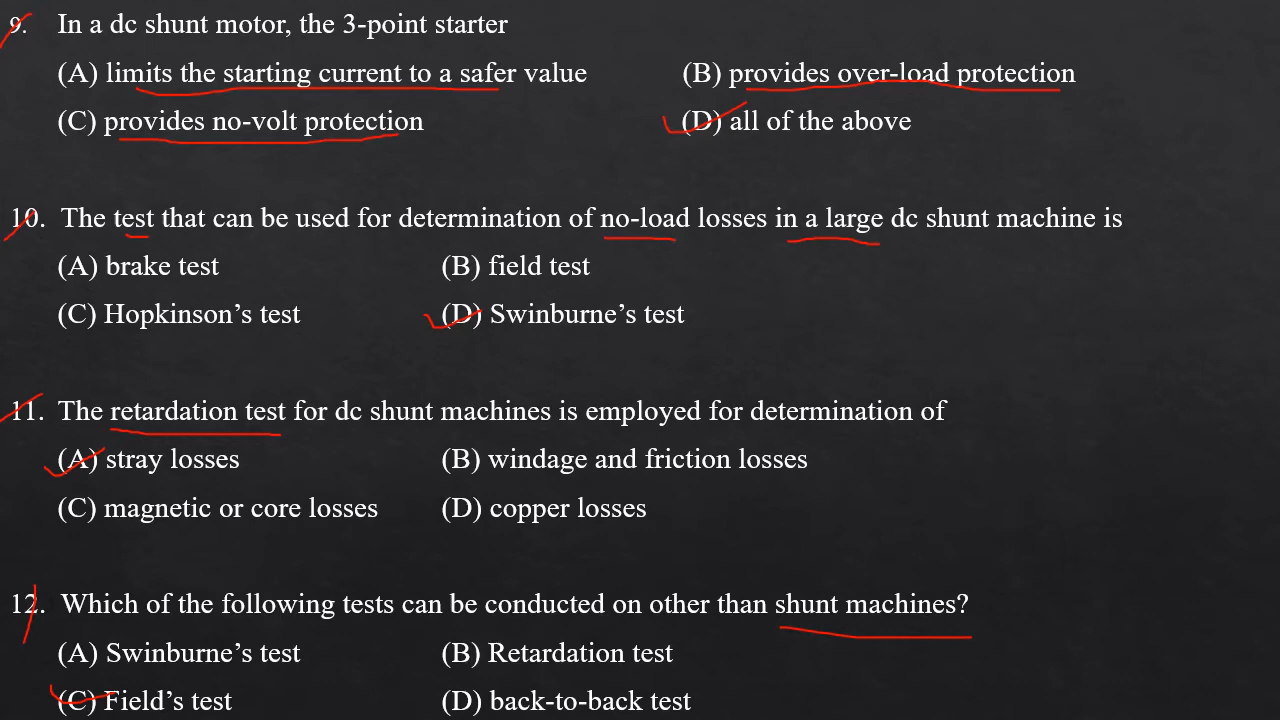 9. In a dc shunt motor, the 3-point starter
(A) limits the starting current to a safer value (B) provides over-load protection
(C) provides no-volt protection (D) all of the above
10. The test that can be used for determination of no-load losses in a large dc shunt machine is
(A) brake test (B) field test
(C) Hopkinson’s test (D) Swinburne’s test
11. The retardation test for dc shunt machines is employed for determination of
(A) stray losses (B) windage and friction losses
(C) magnetic or core losses (D) copper losses
12. Which of the following tests can be conducted on other than shunt machines?
(A) Swinburne’s test (B) Retardation test
(C) Field’s test (D) back-to-back test